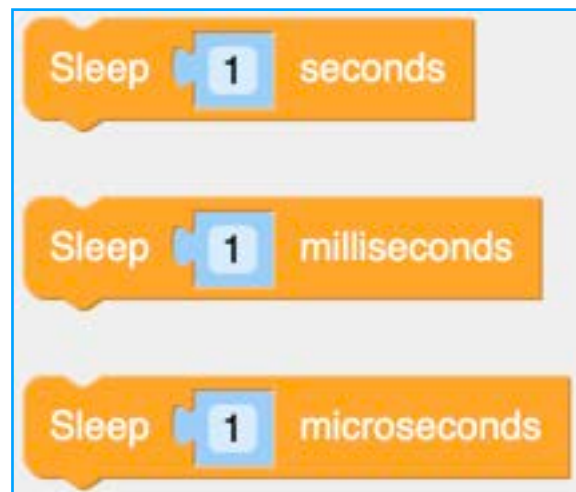 Sleep 1 seconds
Sleep 1 milliseconds
Sleep 1 microseconds